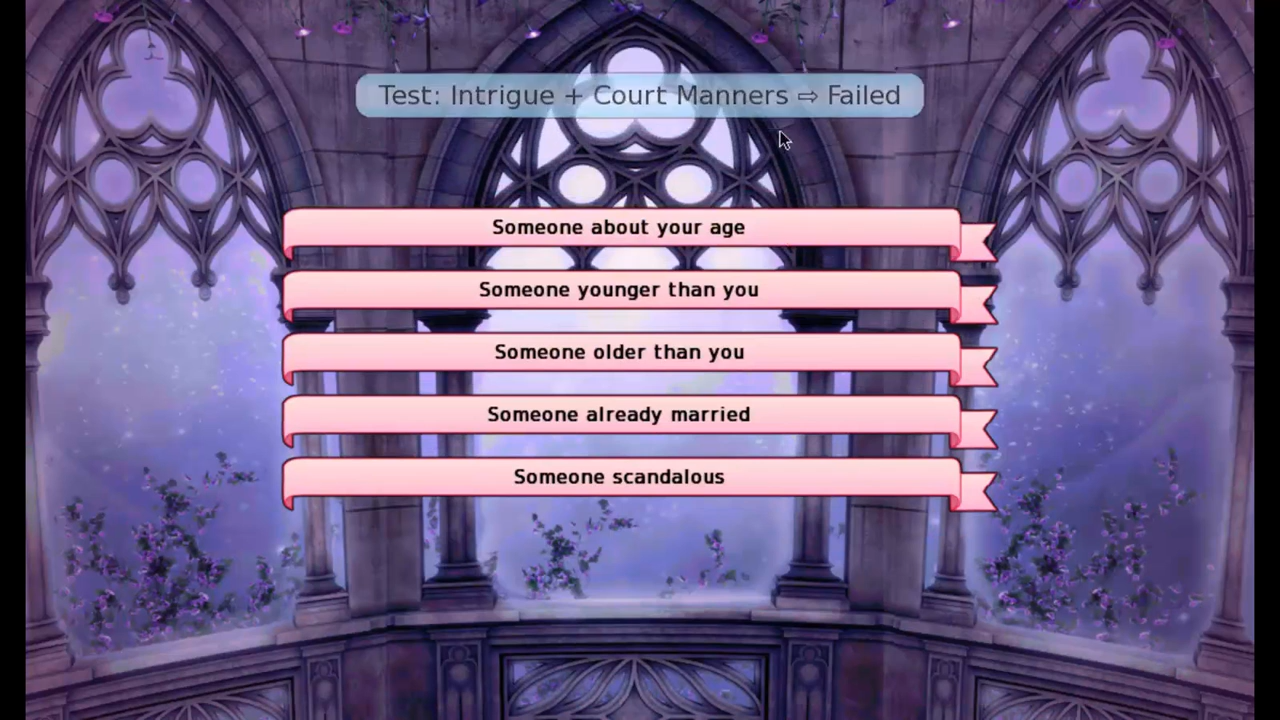 Test: Intrigue + Court Manners ⇨ Failed
Someone about your age
Someone younger than you
Someone older than you
Someone already married
Someone scandalous